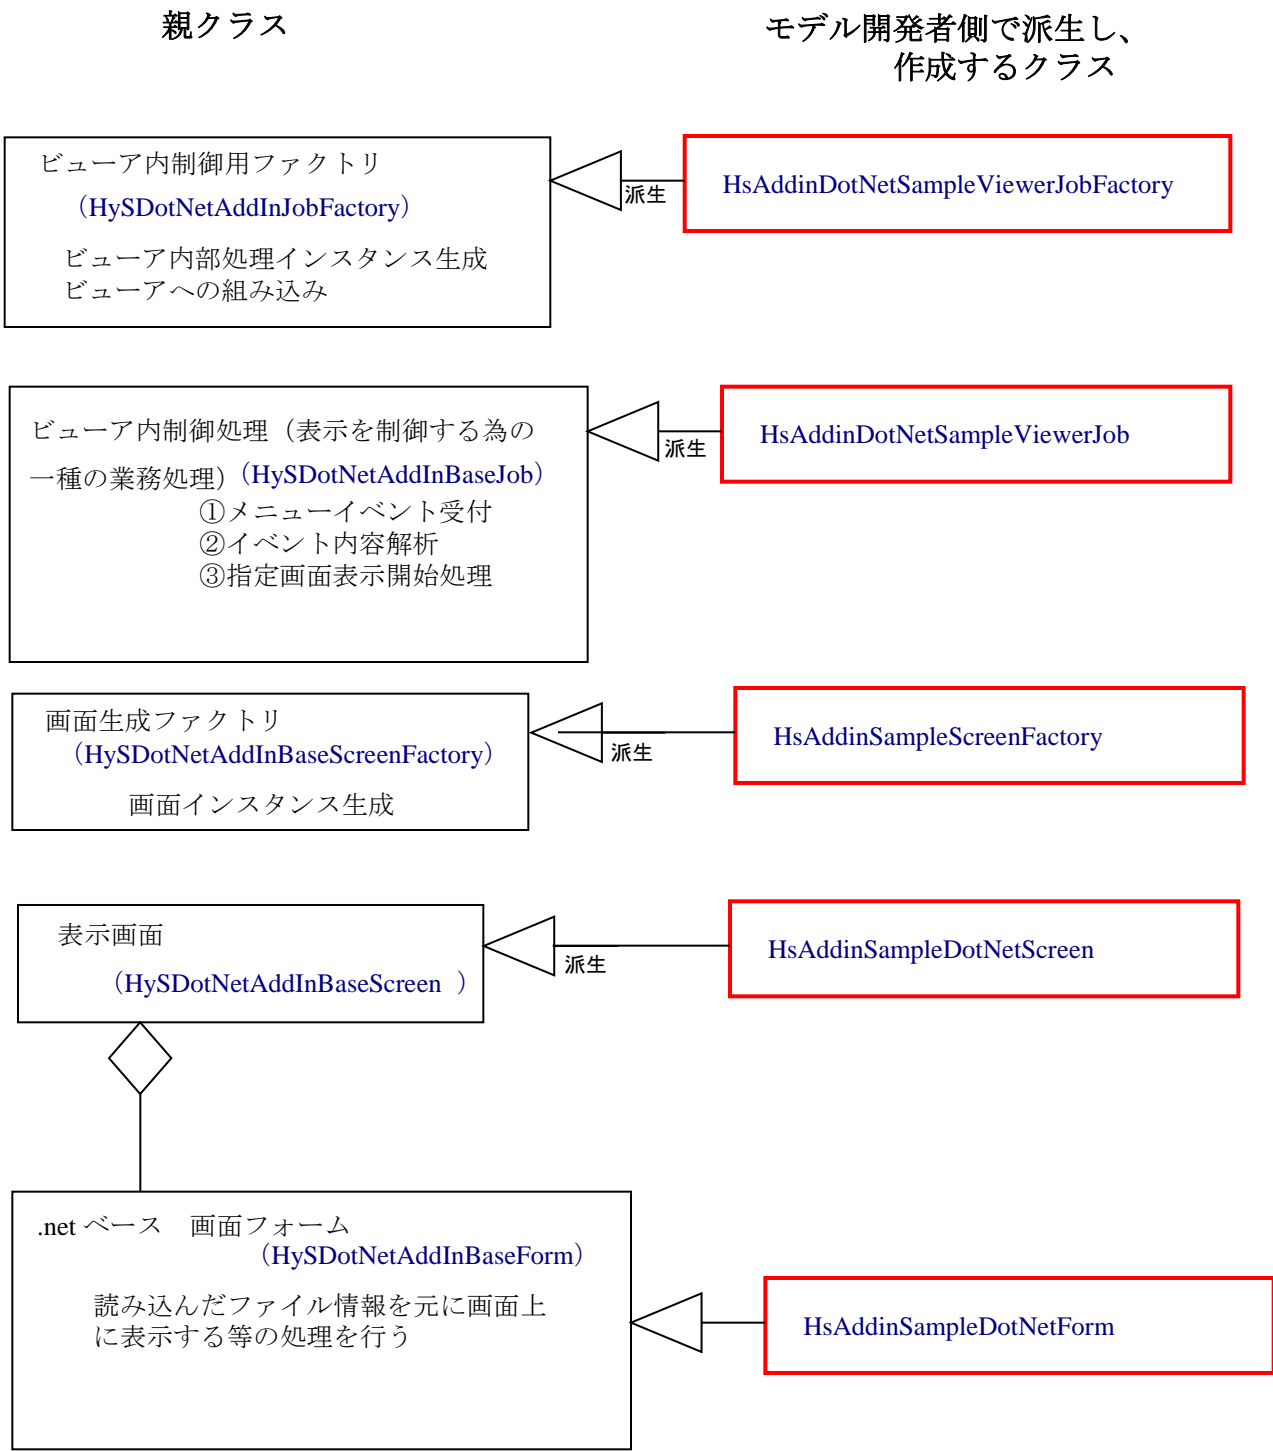 親クラス
モデル開発者側で派生し、
作成するクラス
ビューア内制御用ファクトリ
（HySDotNetAddInJobFactory）
ビューア内部処理インスタンス生成
ビューアへの組み込み
派生
HsAddinDotNetSampleViewerJobFactory
ビューア内制御処理（表示を制御する為の
一種の業務処理）（HySDotNetAddInBaseJob）
①メニューイベント受付
②イベント内容解析
③指定画面表示開始処理
派生
HsAddinDotNetSampleViewerJob
画面生成ファクトリ
（HySDotNetAddInBaseScreenFactory）
画面インスタンス生成
派生
HsAddinSampleScreenFactory
表示画面
（HySDotNetAddInBaseScreen ）
派生
HsAddinSampleDotNetScreen
.net ベース　画面フォーム
（HySDotNetAddInBaseForm）
読み込んだファイル情報を元に画面上
に表示する等の処理を行う
HsAddinSampleDotNetForm